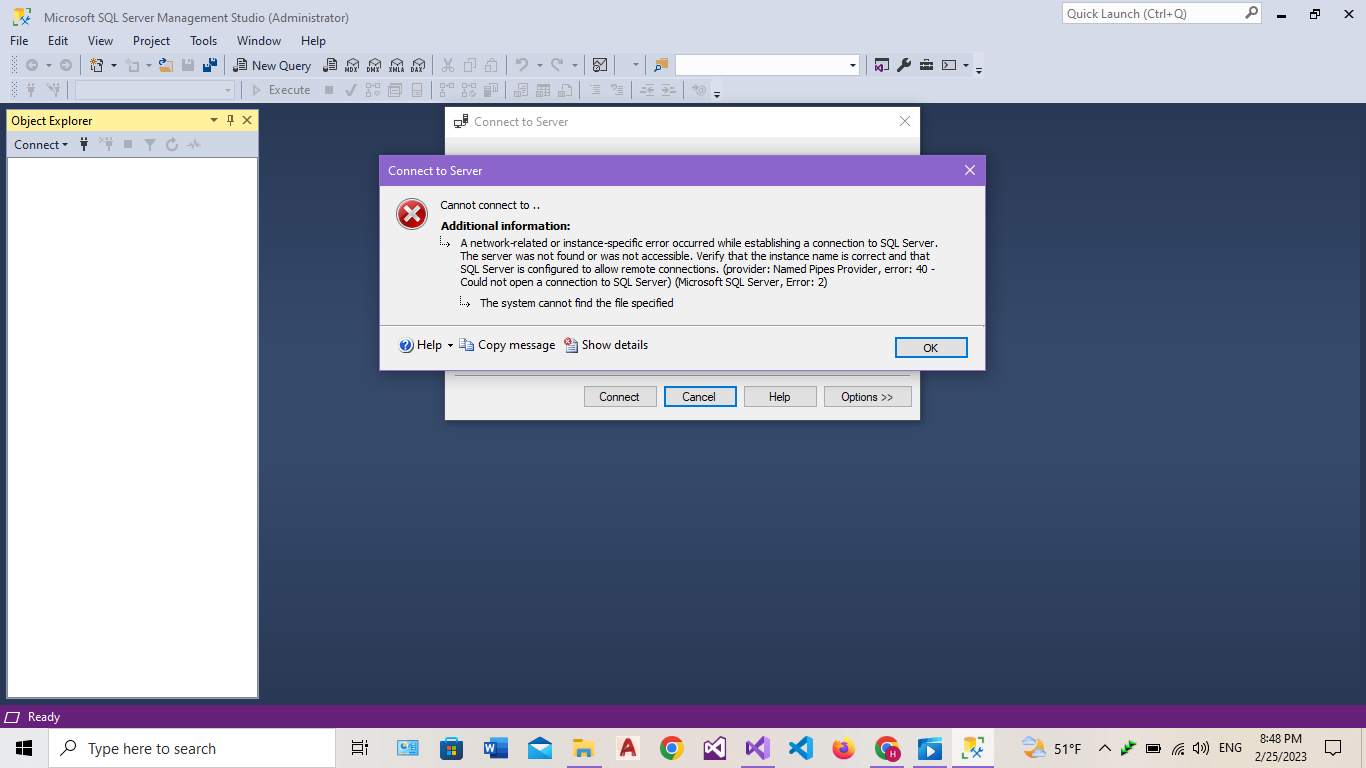 Microsoft SQL Server Management Studio (Administrator)
Quick Launch (Ctrl+Q)
File Edit View Project Tools Window Help
New Query
MDX DMX XMLA DAX
Execute
Object Explorer
Connect
Connect to Server
Connect to Server
Cannot connect to ..
Additional information:
A network-related or instance-specific error occurred while establishing a connection to SQL Server.
The server was not found or was not accessible. Verify that the instance name is correct and that
SQL Server is configured to allow remote connections. (provider: Named Pipes Provider, error: 40 -
Could not open a connection to SQL Server) (Microsoft SQL Server, Error: 2)
The system cannot find the file specified
Help Copy message Show details OK
Connect Cancel Help Options >>
Ready
Type here to search
51°F
ENG
8:48 PM
2/25/2023